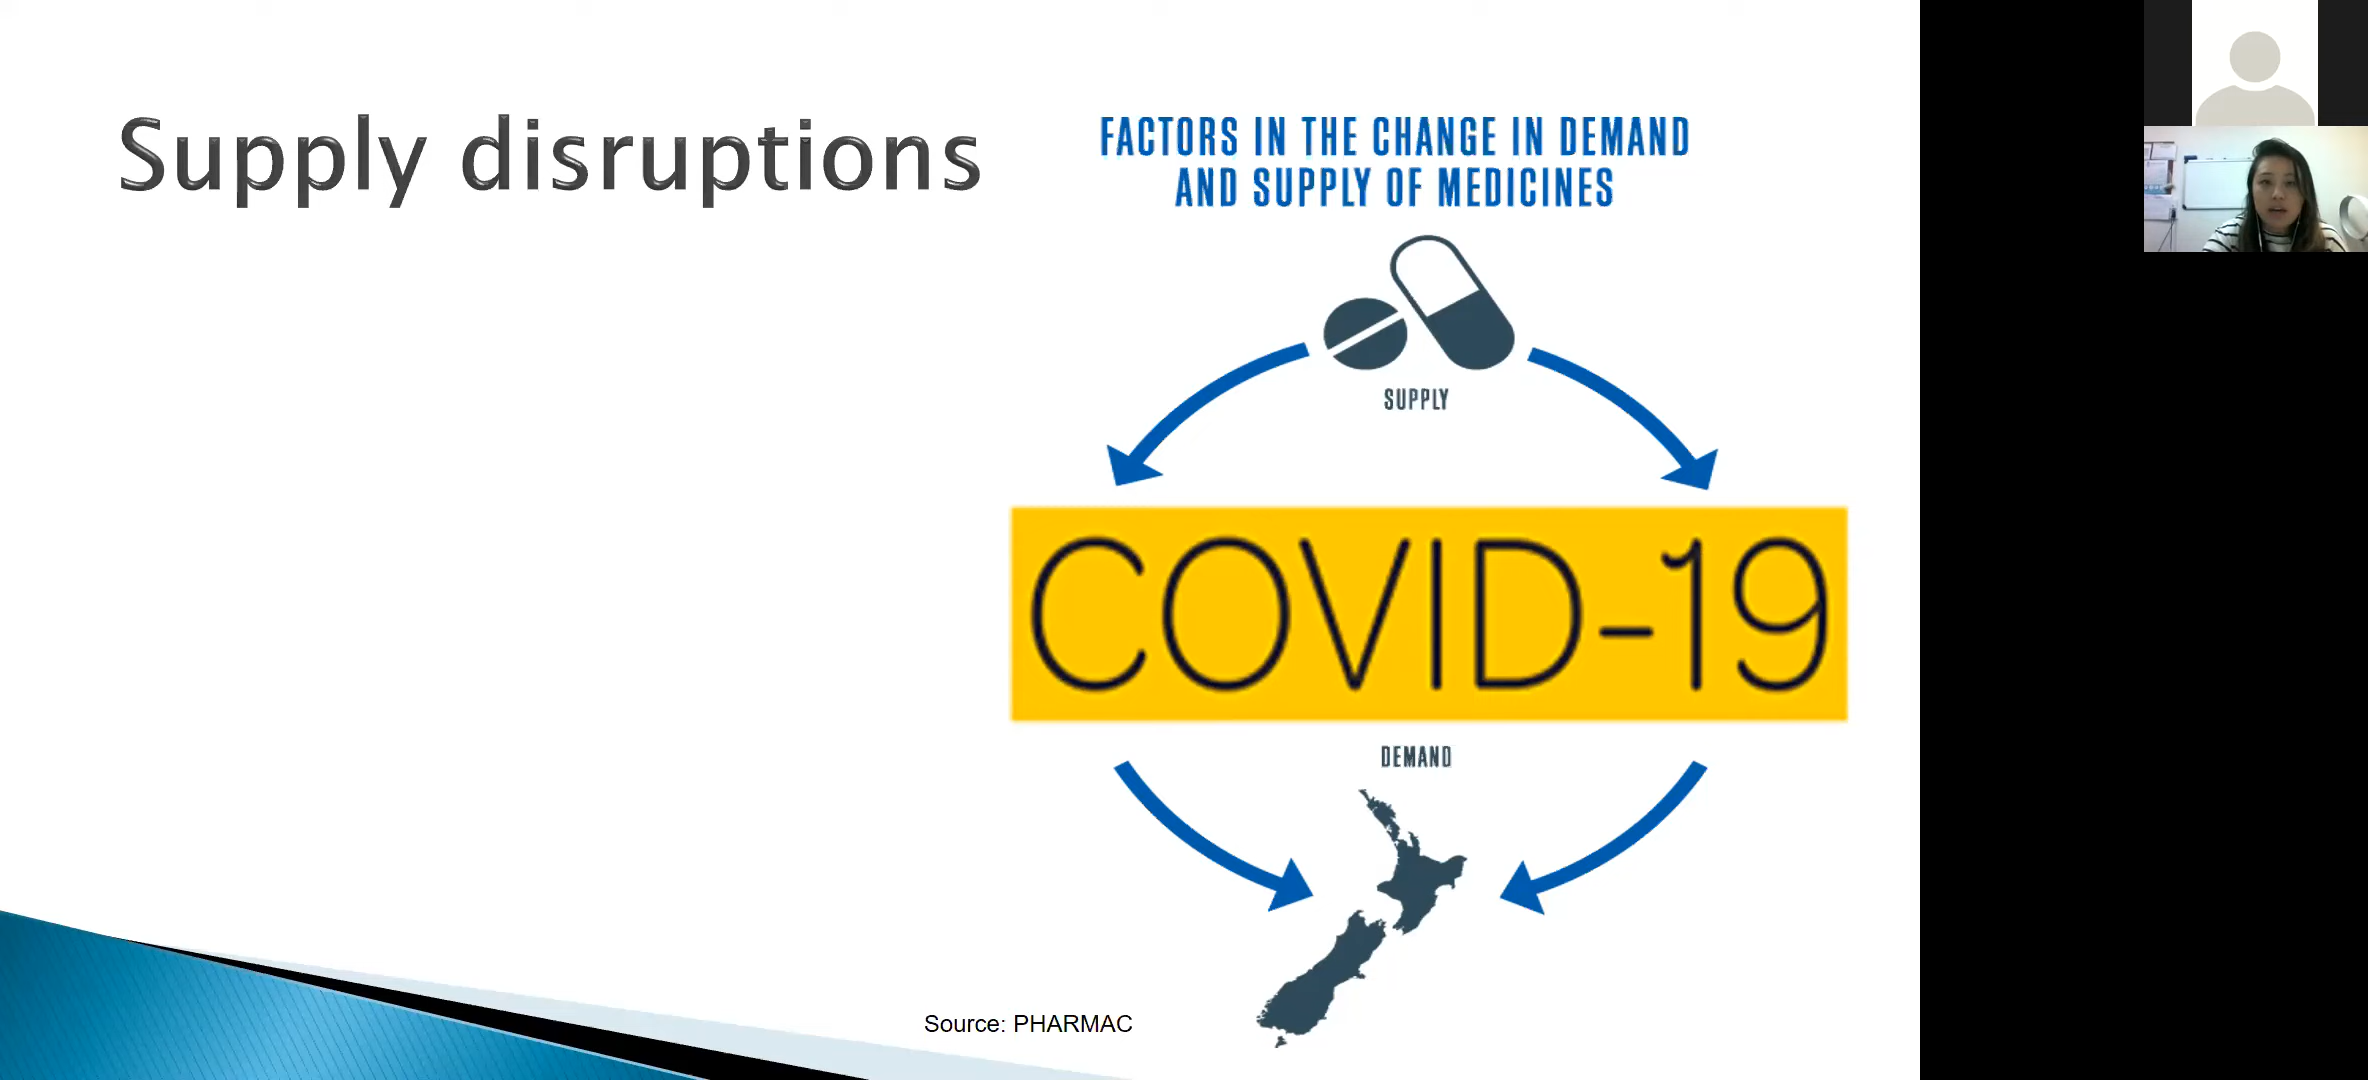 Supply disruptions
FACTORS IN THE CHANGE IN DEMAND
AND SUPPLY OF MEDICINES
SUPPLY
COVID-19
DEMAND
Source: PHARMAC